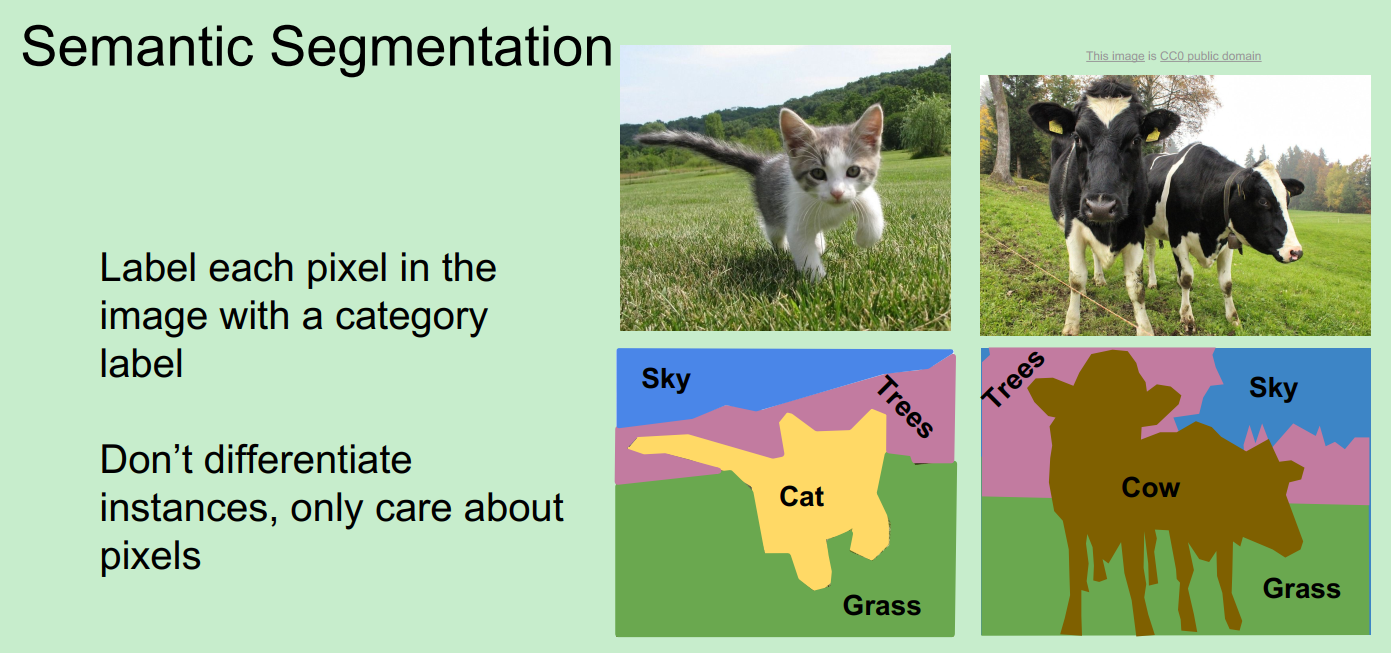 Semantic Segmentation
This image is CC0 public domain
Label each pixel in the
image with a category
label
Don’t differentiate
instances, only care about
pixels
Sky
Trees
Cat
Grass
Trees
Sky
Cow
Grass